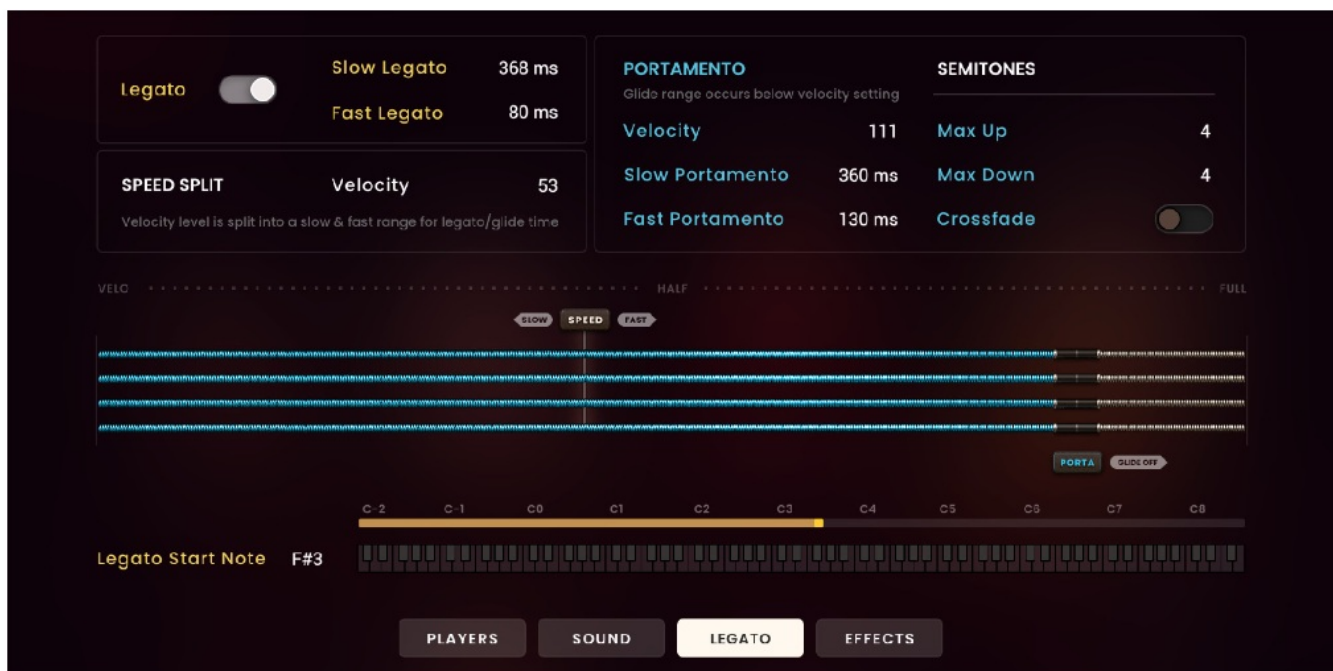 Legato
Slow Legato 368 ms
Fast Legato 80 ms
SPEED SPLIT Velocity 53
Velocity level is split into a slow & fast range for legato/glide time
PORTAMENTO
Glide range occurs below velocity setting
Velocity 111
Slow Portamento 360 ms
Fast Portamento 130 ms
SEMITONES
Max Up 4
Max Down 4
Crossfade
VELO HALF FULL
SLOW SPEED FAST
PORTA GLIDE OFF
C-2 C-1 C0 C1 C2 C3 C4 C5 C6 C7 C8
Legato Start Note F#3
PLAYERS SOUND LEGATO EFFECTS